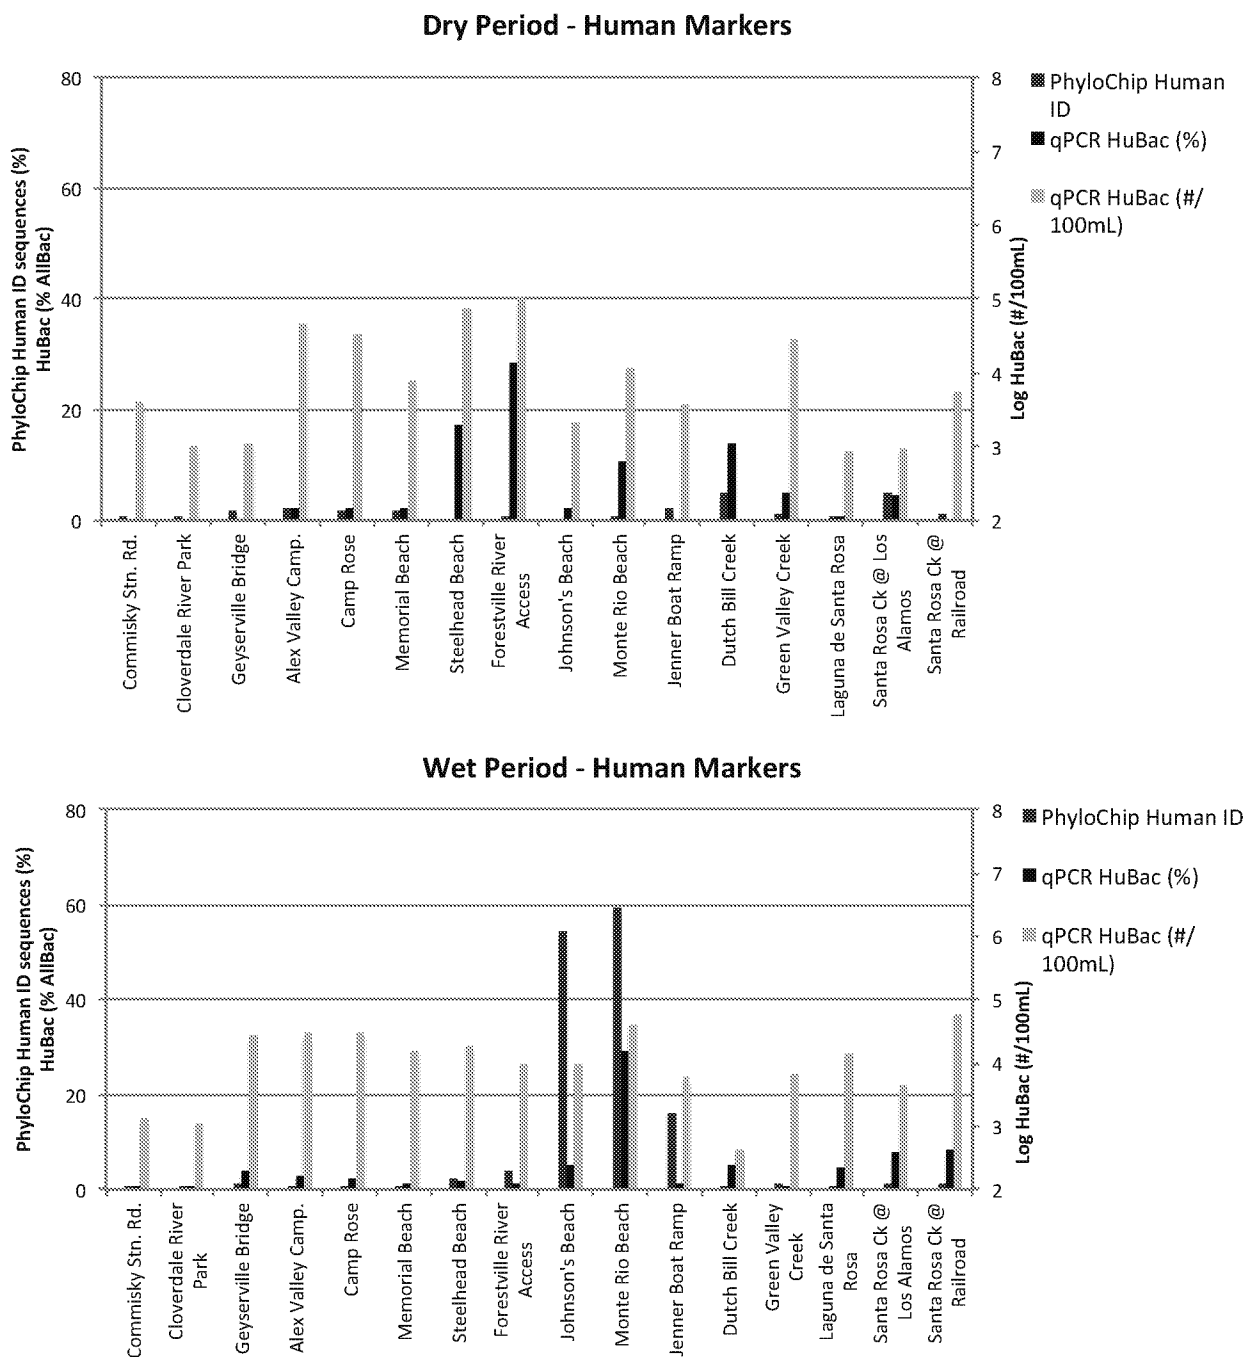 Dry Period - Human Markers
PhyloChip Human ID sequences (%)
HuBac (% AllBac)
80
60
40
20
0
8
7
6
5
4
3
2
Log HuBac (#/100mL)
PhyloChip Human
ID
qPCR HuBac (%)
qPCR HuBac (#/
100mL)
Commisky Stn. Rd.
Cloverdale River Park
Geyserville Bridge
Alex Valley Camp.
Camp Rose
Memorial Beach
Steelhead Beach
Forestville River
Access
Johnson's Beach
Monte Rio Beach
Jenner Boat Ramp
Dutch Bill Creek
Green Valley Creek
Laguna de Santa Rosa
Santa Rosa Ck @ Los
Alamos
Santa Rosa Ck @
Railroad
Wet Period - Human Markers
PhyloChip Human ID sequences (%)
HuBac (% AllBac)
80
60
40
20
0
8
7
6
5
4
3
2
Log HuBac (#/100mL)
PhyloChip Human ID
qPCR HuBac (%)
qPCR HuBac (#/
100mL)
Commisky Stn. Rd.
Cloverdale River
Park
Geyserville Bridge
Alex Valley Camp.
Camp Rose
Memorial Beach
Steelhead Beach
Forestville River
Access
Johnson's Beach
Monte Rio Beach
Jenner Boat Ramp
Dutch Bill Creek
Green Valley
Creek
Laguna de Santa
Rosa
Santa Rosa Ck @
Los Alamos
Santa Rosa Ck @
Railroad